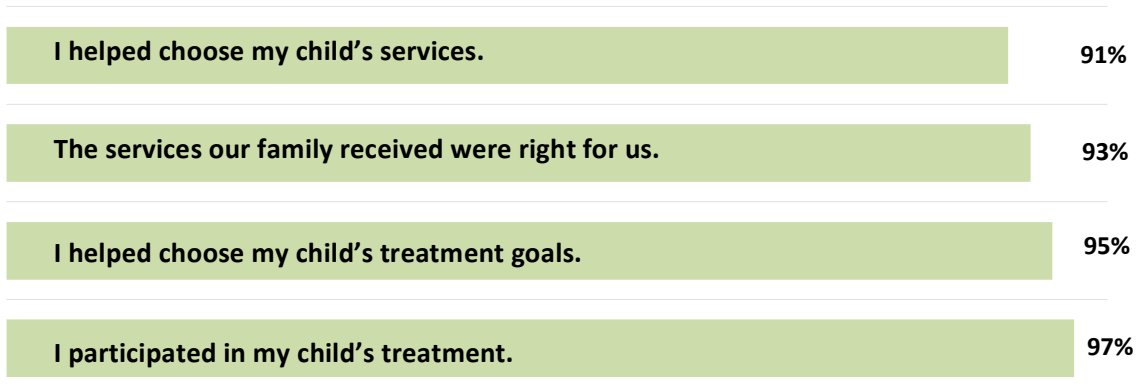 I helped choose my child’s services. 91%
The services our family received were right for us. 93%
I helped choose my child’s treatment goals. 95%
I participated in my child’s treatment. 97%